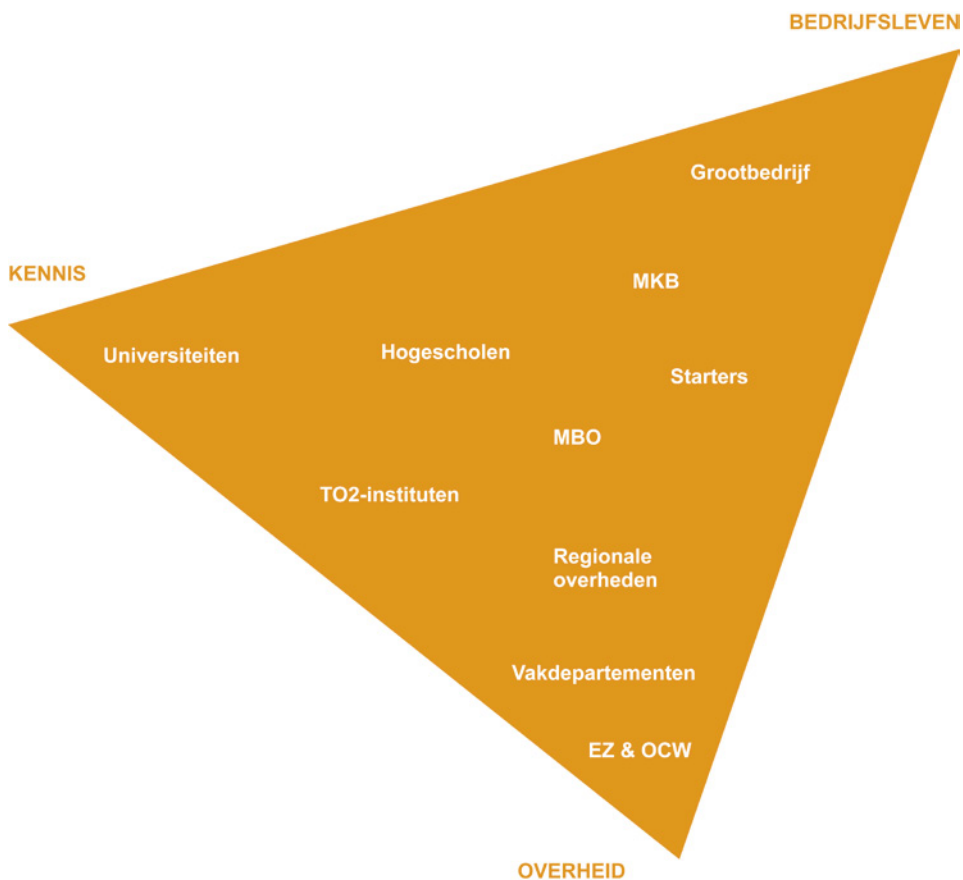 BEDRIJFSLEVEN
Grootbedrijf
KENNIS
MKB
Universiteiten
Hogescholen
Starters
MBO
TO2-instituten
Regionale
overheden
Vakdepartementen
EZ & OCW
OVERHEID